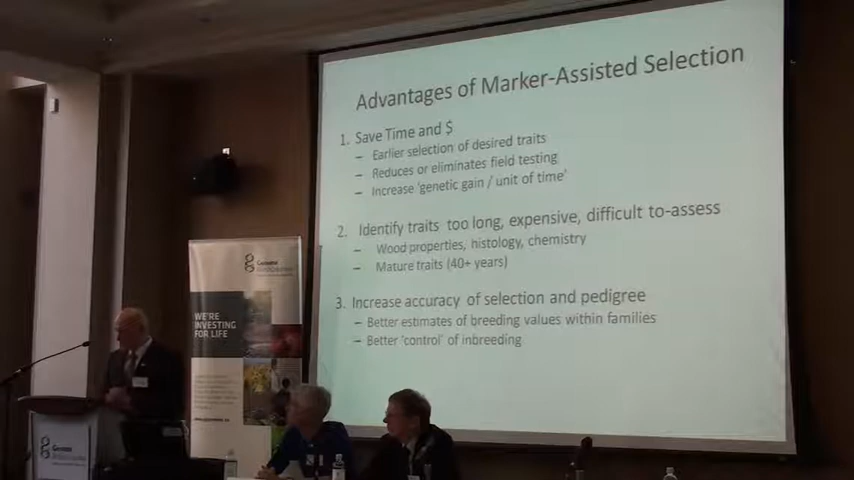 Advantages of Marker-Assisted Selection
1. Save Time and $
– Earlier selection of desired traits
– Reduces or eliminates field testing
– Increase 'genetic gain / unit of time'
2. Identify traits too long, expensive, difficult to-assess
– Wood properties, histology, chemistry
– Mature traits (40+ years)
3. Increase accuracy of selection and pedigree
– Better estimates of breeding values within families
– Better 'control' of inbreeding
Genome
WE'RE
INVESTING
FOR LIFE
Genome